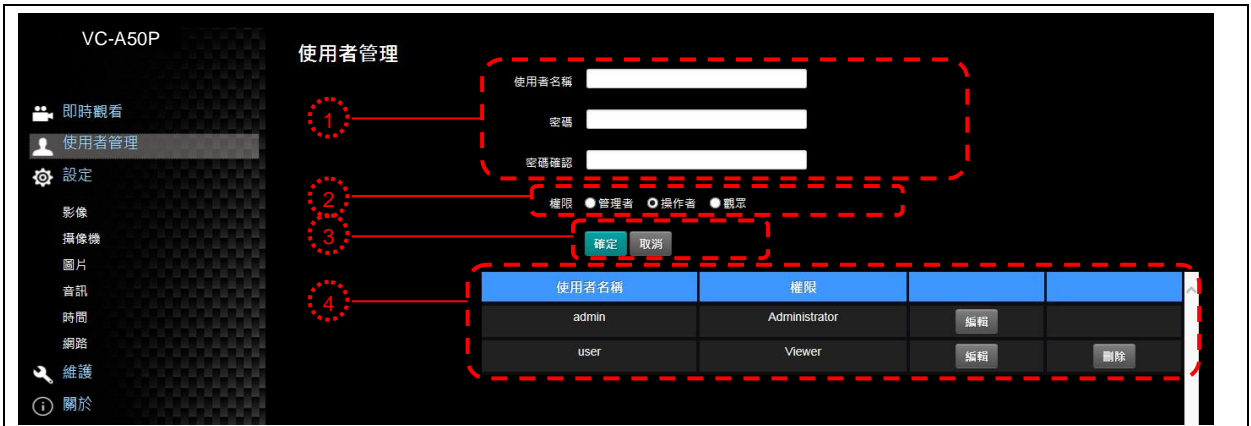 VC-A50P
即時觀看
使用者管理
設定
影像
攝像機
圖片
音訊
時間
網路
維護
關於
使用者管理
1
使用者名稱
密碼
密碼確認
2
權限 管理者 操作者 觀眾
3
確定 取消
4
使用者名稱 權限
admin Administrator 編輯
user Viewer 編輯 刪除